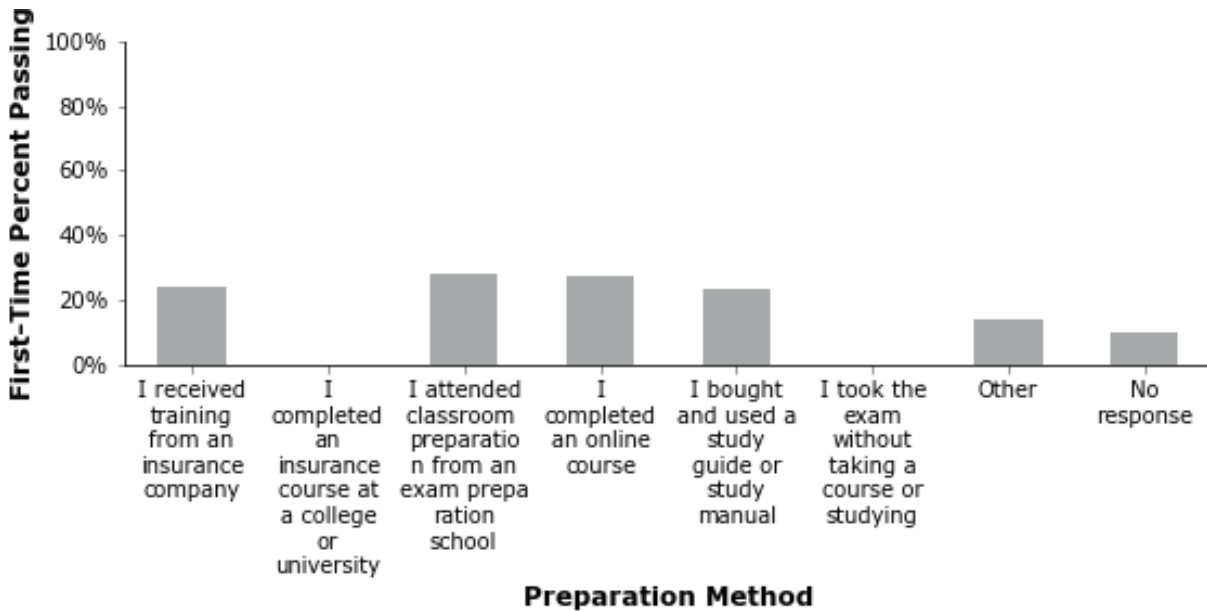 First-Time Percent Passing
100%
80%
60%
40%
20%
0%
I received
training
from an
insurance
company
I
completed
an
insurance
course at
a college
or
university
I attended
classroom
preparatio
n from an
exam prepa
ration
school
I
completed
an online
course
I bought
and used a
study
guide or
study
manual
I took the
exam
without
taking a
course or
studying
Other
No
response
Preparation Method